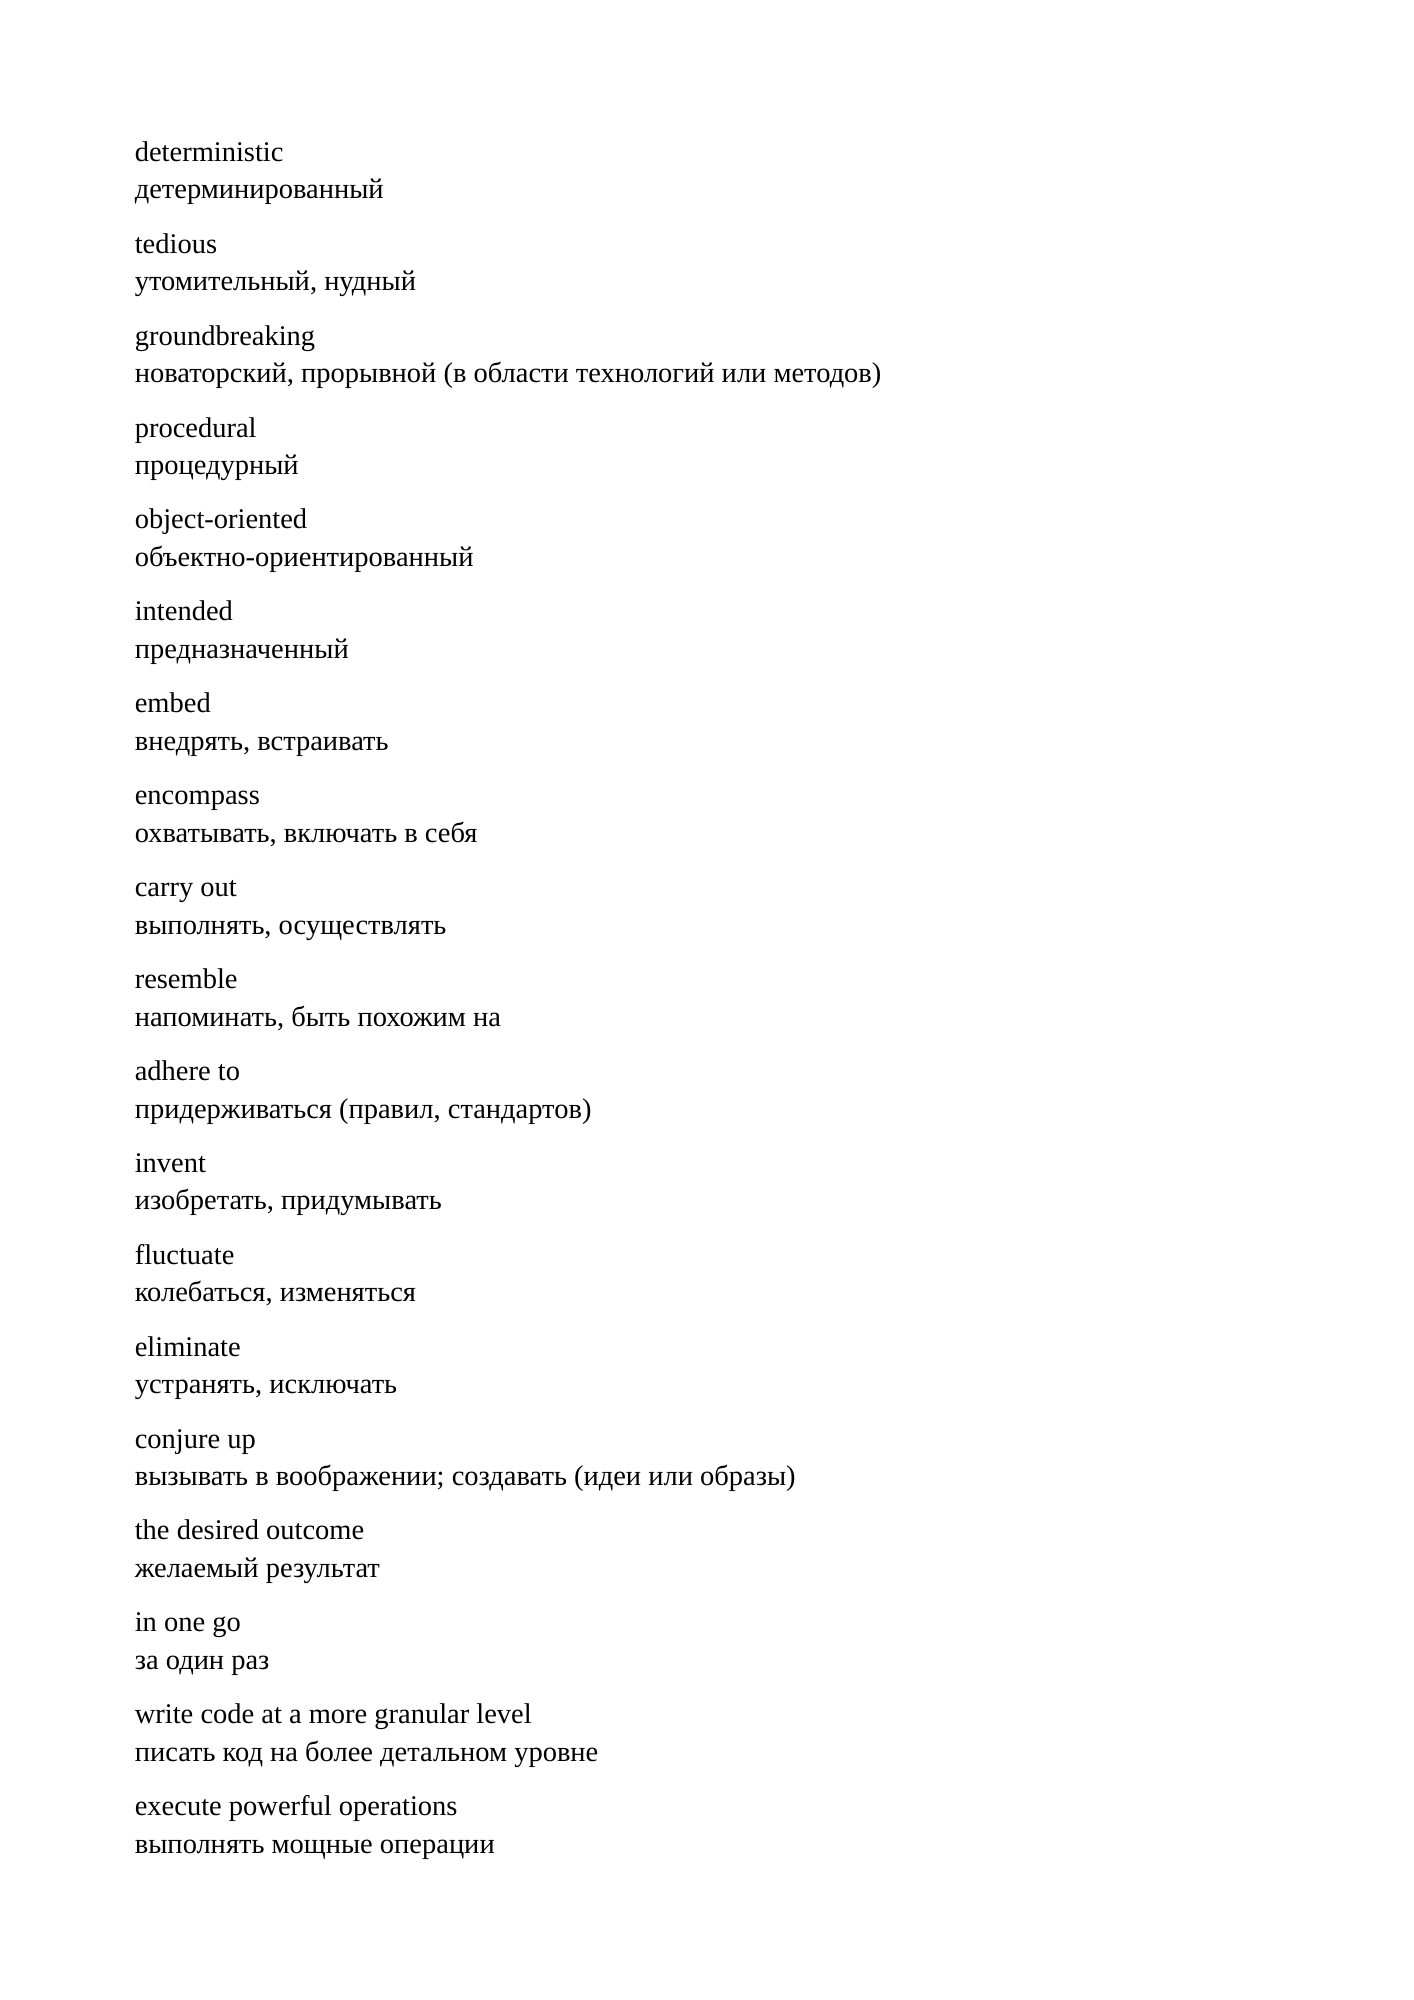 deterministic
детерминированный
tedious
утомительный, нудный
groundbreaking
новаторский, прорывной (в области технологий или методов)
procedural
процедурный
object-oriented
объектно-ориентированный
intended
предназначенный
embed
внедрять, встраивать
encompass
охватывать, включать в себя
carry out
выполнять, осуществлять
resemble
напоминать, быть похожим на
adhere to
придерживаться (правил, стандартов)
invent
изобретать, придумывать
fluctuate
колебаться, изменяться
eliminate
устранять, исключать
conjure up
вызывать в воображении; создавать (идеи или образы)
the desired outcome
желаемый результат
in one go
за один раз
write code at a more granular level
писать код на более детальном уровне
execute powerful operations
выполнять мощные операции